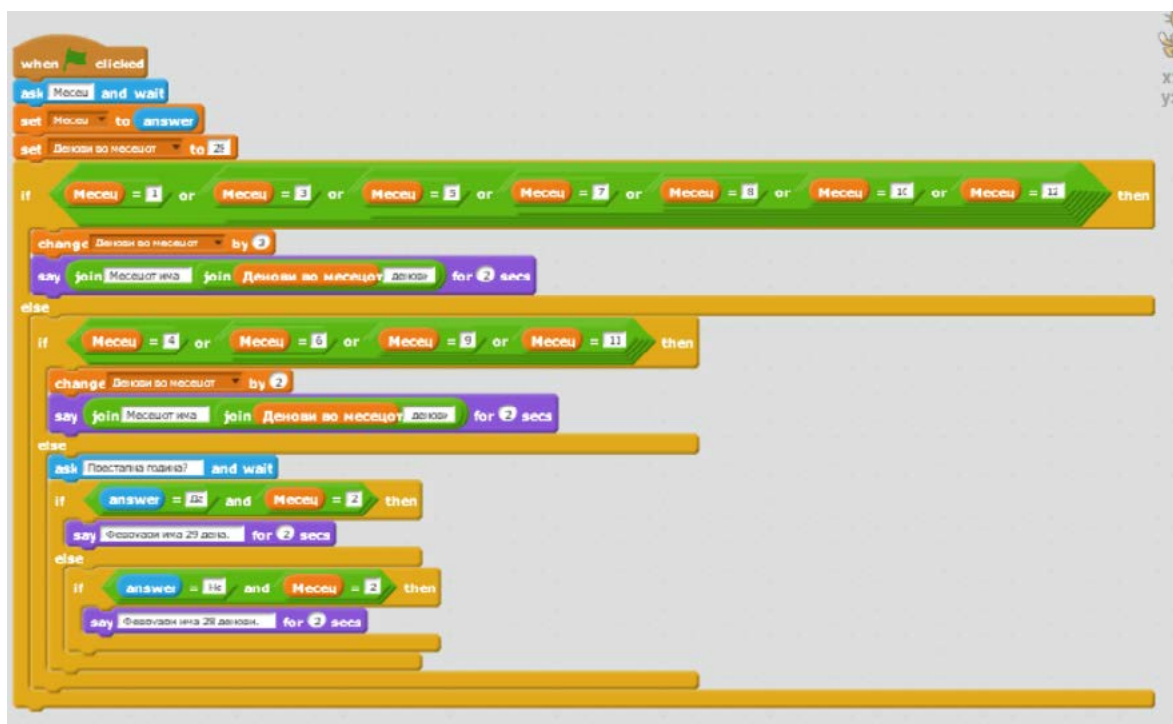 when clicked
ask Месец and wait
set Месец to answer
set Денови во месецот to 28
if Месец = 1 or Месец = 3 or Месец = 5 or Месец = 7 or Месец = 8 or Месец = 10 or Месец = 12 then
change Денови во месецот by 3
say join Месецот има join Денови во месецот денови for 2 secs
else
if Месец = 4 or Месец = 6 or Месец = 9 or Месец = 11 then
change Денови во месецот by 2
say join Месецот има join Денови во месецот денови for 2 secs
else
ask Престапна година? and wait
if answer = Да and Месец = 2 then
say Февруари има 29 дена. for 2 secs
else
if answer = Не and Месец = 2 then
say Февруари има 28 денови. for 2 secs